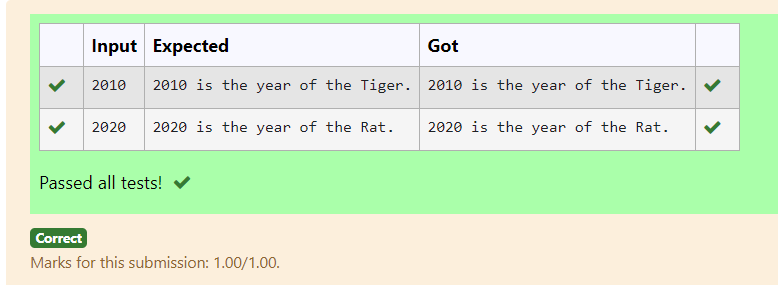 Input Expected Got
2010 2010 is the year of the Tiger. 2010 is the year of the Tiger.
2020 2020 is the year of the Rat. 2020 is the year of the Rat.
Passed all tests!
Correct
Marks for this submission: 1.00/1.00.